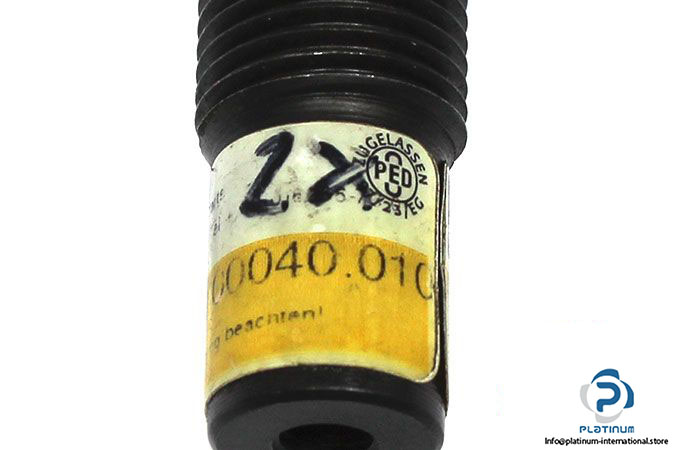 2x
ZUGELASSEN
PED
23/EG
00040.010
beachten!
PLATINUM
info@platinum-international.store